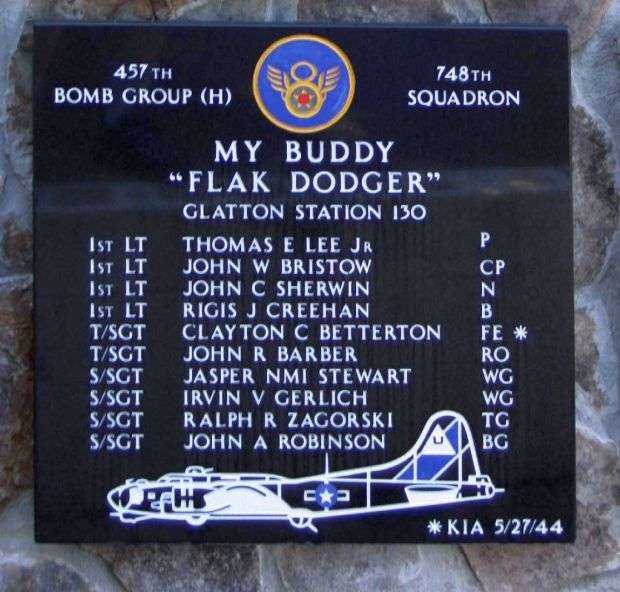 457TH
BOMB GROUP (H)
748TH
SQUADRON
MY BUDDY
"FLAK DODGER"
GLATTON STATION 130
1ST LT THOMAS E LEE JR P
1ST LT JOHN W BRISTOW CP
1ST LT JOHN C SHERWIN N
1ST LT RIGIS J CREEHAN B
T/SGT CLAYTON C BETTERTON FE *
T/SGT JOHN R BARBER RO
S/SGT JASPER NMI STEWART WG
S/SGT IRVIN V GERLICH WG
S/SGT RALPH R ZAGORSKI TG
S/SGT JOHN A ROBINSON BG
U
* KIA 5/27/44